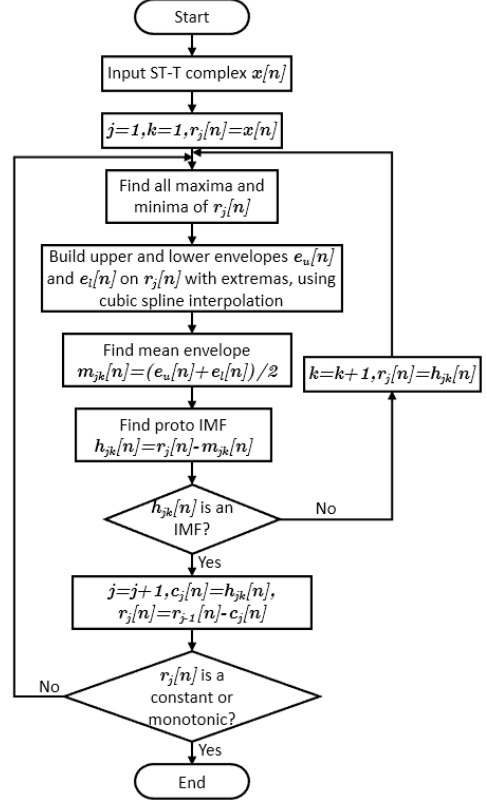 Start
Input ST-T complex x[n]
j=1,k=1,rj[n]=x[n]
Find all maxima and
minima of rj[n]
Build upper and lower envelopes eu[n]
and el[n] on rj[n] with extremas, using
cubic spline interpolation
Find mean envelope
mjk[n]=(eu[n]+el[n])/2
k=k+1,rj[n]=hjk[n]
Find proto IMF
hjk[n]=rj[n]-mjk[n]
hjk[n] is an
IMF?
No
Yes
j=j+1,cj[n]=hjk[n],
rj[n]=rj-1[n]-cj[n]
rj[n] is a
constant or
monotonic?
No
Yes
End